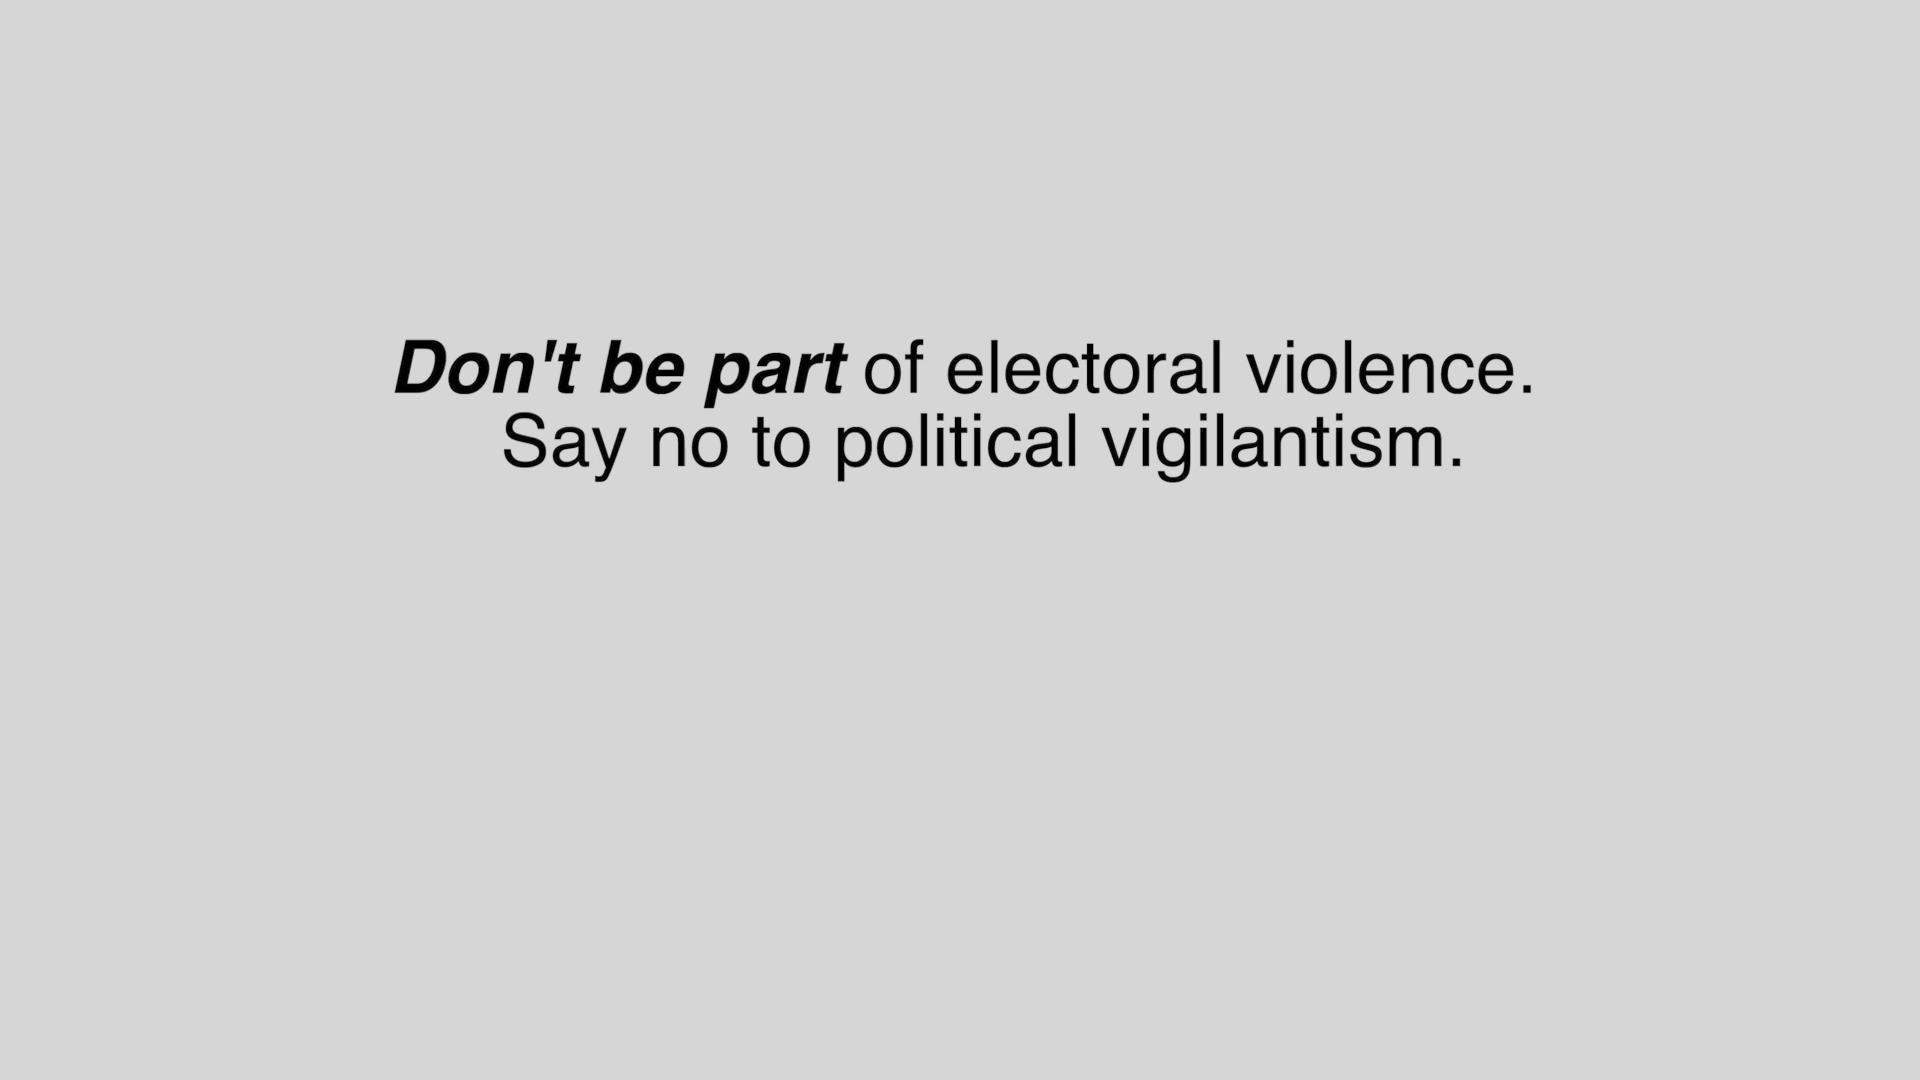 Don't be part of electoral violence.
Say no to political vigilantism.